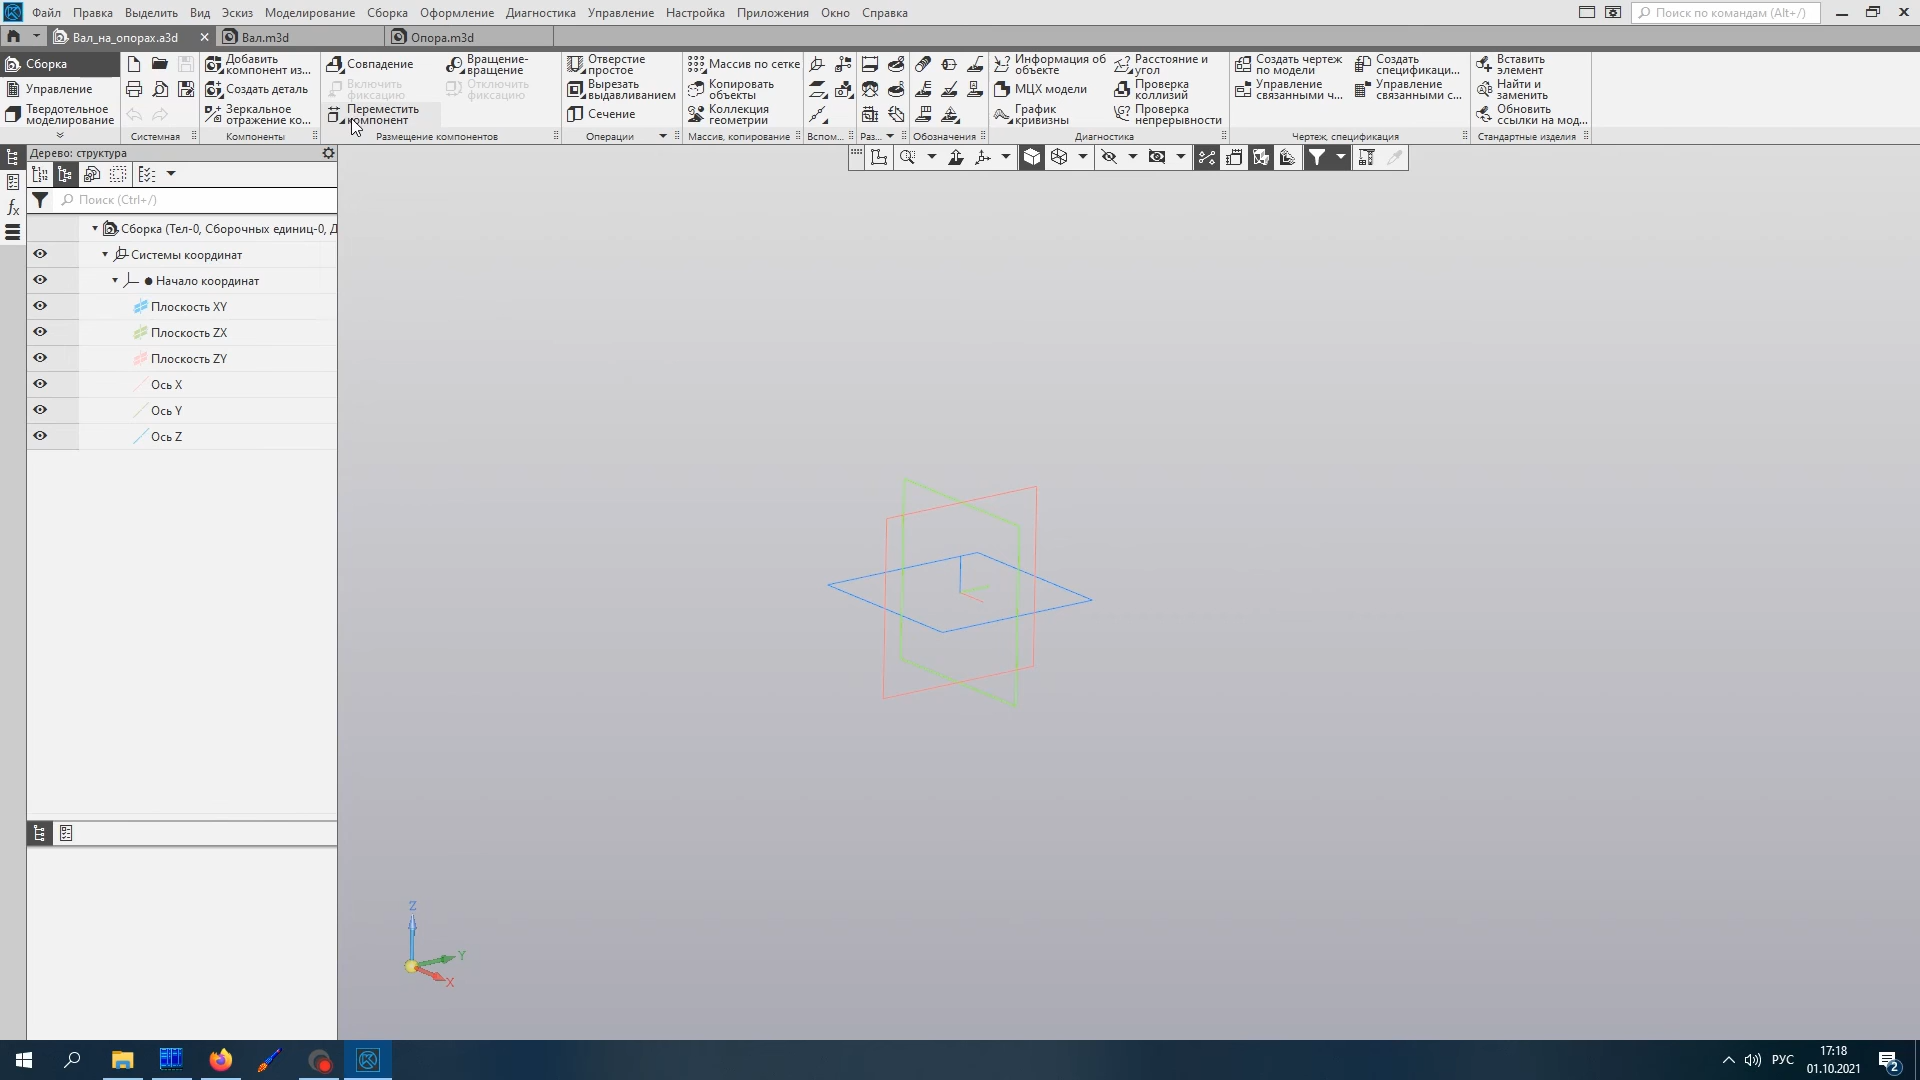 Файл Правка Выделить Вид Эскиз Моделирование Сборка Оформление Диагностика Управление Настройка Приложения Окно Справка
Поиск по командам (Alt+/)
Вал_на_опорах.a3d
Вал.m3d
Опора.m3d
Сборка
Управление
Твердотельное
моделирование
Системная
Добавить
компонент из...
Создать деталь
Зеркальное
отражение ко...
Компоненты
Совпадение
Включить
фиксацию
Переместить
компонент
Вращение-
вращение
Отключить
фиксацию
Размещение компонентов
Отверстие
простое
Вырезать
выдавливанием
Сечение
Операции
Массив по сетке
Копировать
объекты
Коллекция
геометрии
Массив, копирование
Вспом...
Раз...
Обозначения
Информация об
объекте
МЦХ модели
График
кривизны
Расстояние и
угол
Проверка
коллизий
Проверка
непрерывности
Диагностика
Создать чертеж
по модели
Управление
связанными ч...
Создать
спецификаци...
Управление
связанными с...
Чертеж, спецификация
Вставить
элемент
Найти и
заменить
Обновить
ссылки на мод...
Стандартные изделия
Дерево: структура
Поиск (Ctrl+/)
Сборка (Тел-0, Сборочных единиц-0, Д
Системы координат
Начало координат
Плоскость XY
Плоскость ZX
Плоскость ZY
Ось X
Ось Y
Ось Z
Z
Y
X
РУС
17:18
01.10.2021
2